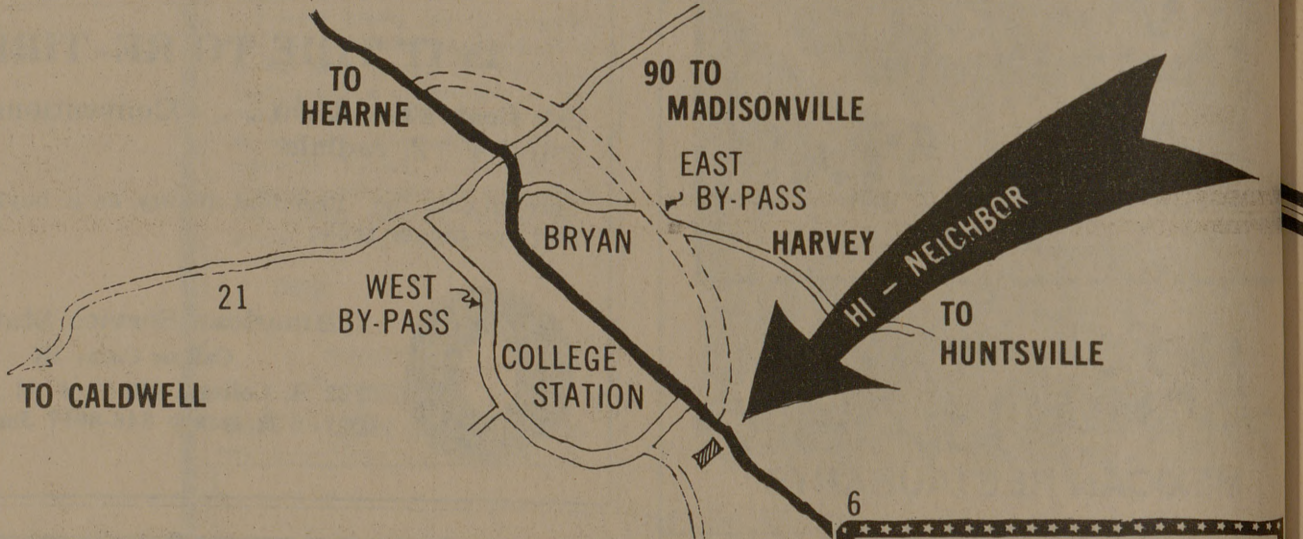 TO
HEARNE
90 TO
MADISONVILLE
EAST
BY-PASS
BRYAN
HARVEY
HI - NEICHBOR
21
WEST
BY-PASS
TO
HUNTSVILLE
COLLEGE
STATION
TO CALDWELL
6